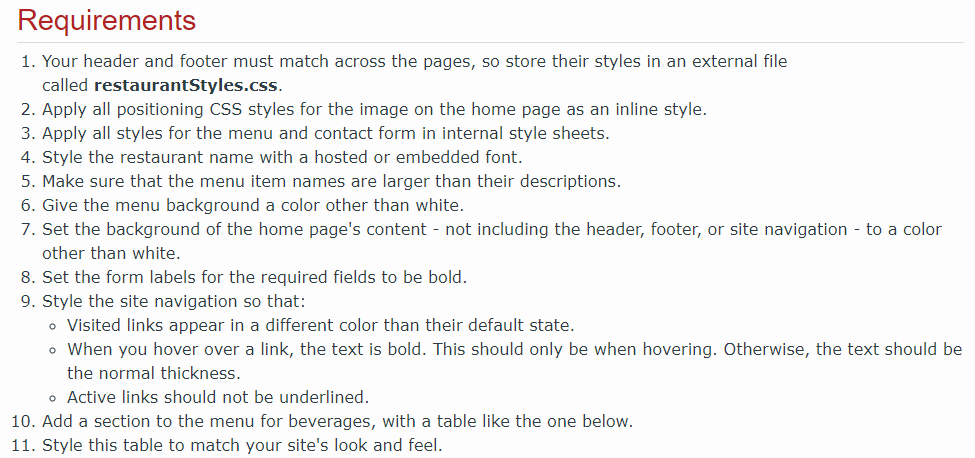 Requirements
1. Your header and footer must match across the pages, so store their styles in an external file
called restaurantStyles.css.
2. Apply all positioning CSS styles for the image on the home page as an inline style.
3. Apply all styles for the menu and contact form in internal style sheets.
4. Style the restaurant name with a hosted or embedded font.
5. Make sure that the menu item names are larger than their descriptions.
6. Give the menu background a color other than white.
7. Set the background of the home page's content - not including the header, footer, or site navigation - to a color
other than white.
8. Set the form labels for the required fields to be bold.
9. Style the site navigation so that:
◦ Visited links appear in a different color than their default state.
◦ When you hover over a link, the text is bold. This should only be when hovering. Otherwise, the text should be
the normal thickness.
◦ Active links should not be underlined.
10. Add a section to the menu for beverages, with a table like the one below.
11. Style this table to match your site's look and feel.